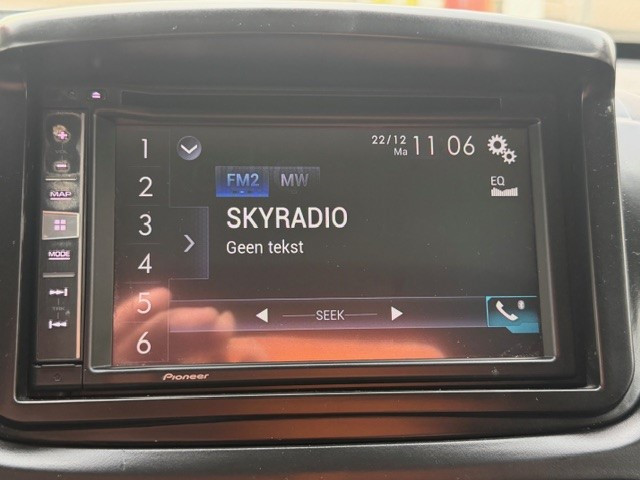 22/12
Ma 11 06
EQ
FM2 MW
SKYRADIO
Geen tekst
SEEK
1
2
3
4
5
6
VOL
MAP
MODE
Pioneer